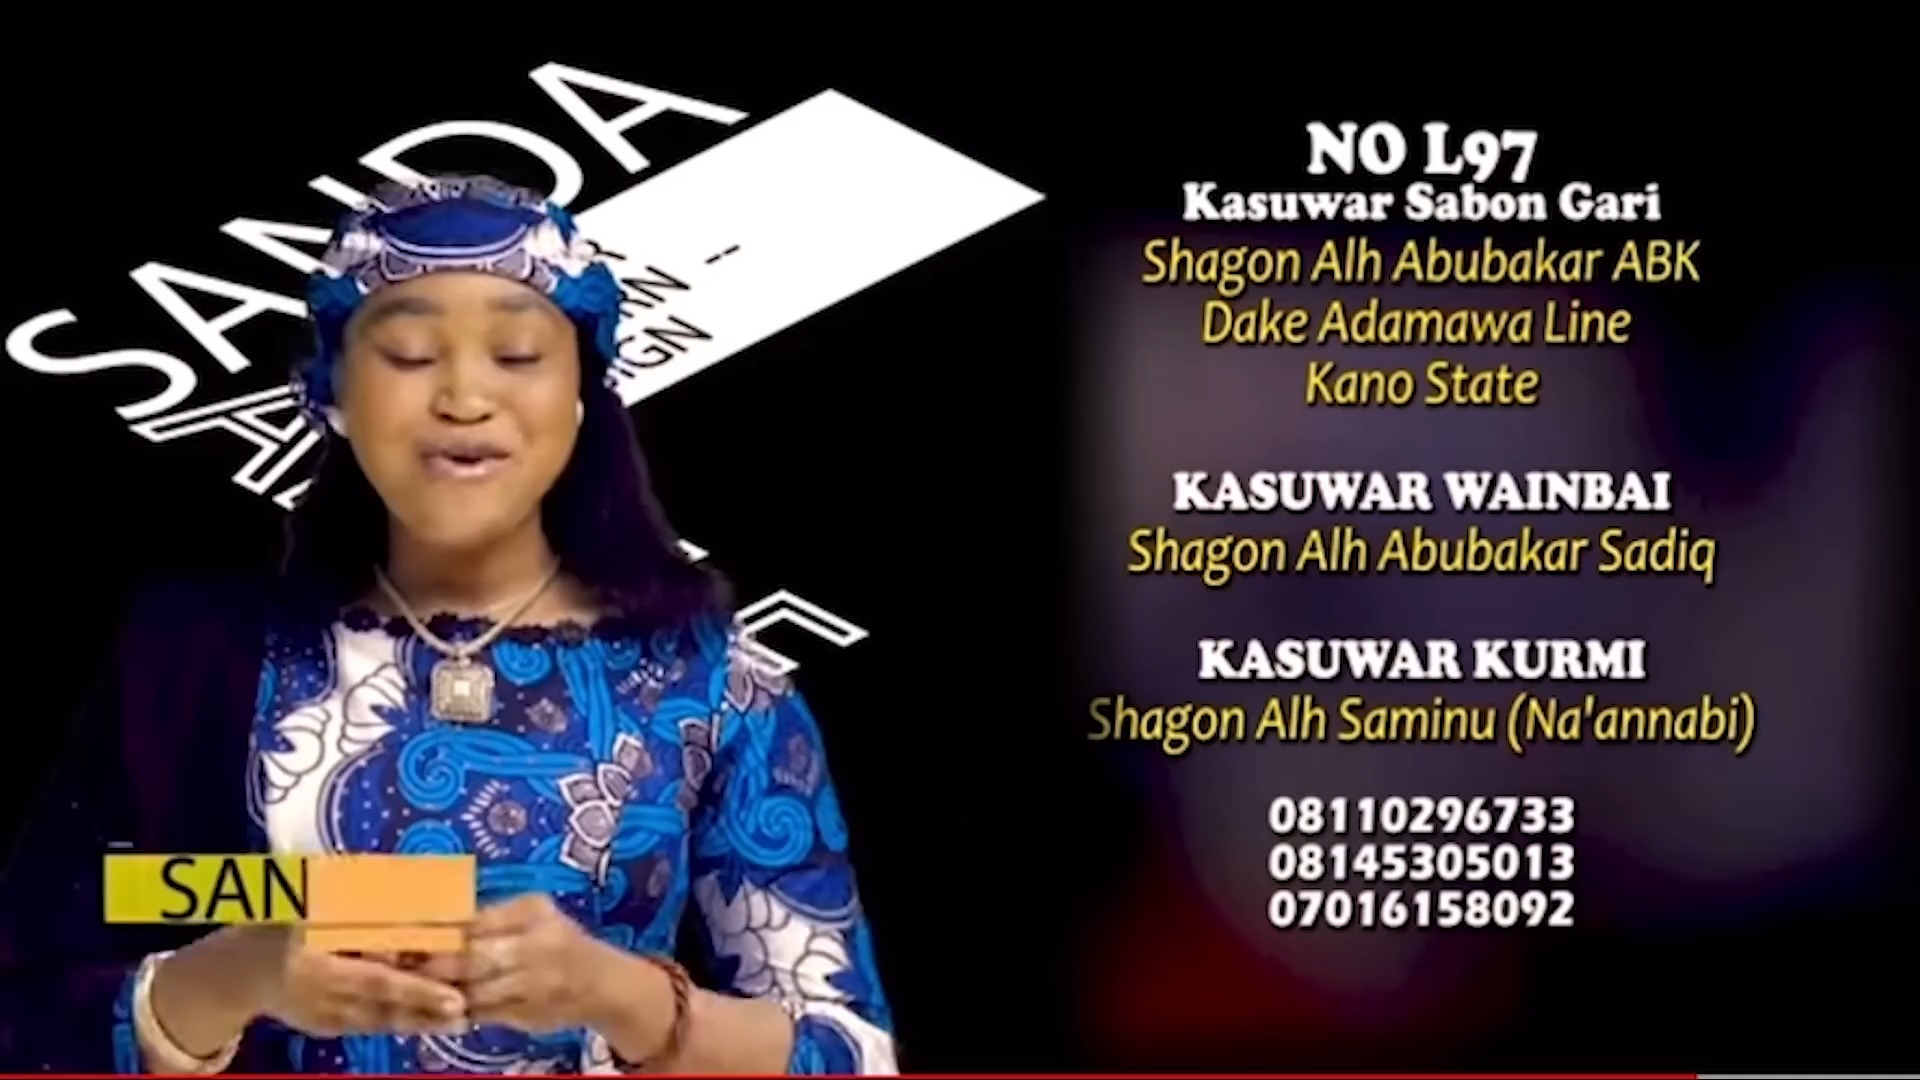 SANDA
NO L97
Kasuwar Sabon Gari
Shagon Alh Abubakar ABK
Dake Adamawa Line
Kano State
KASUWAR WAINBAI
Shagon Alh Abubakar Sadiq
KASUWAR KURMI
Shagon Alh Saminu (Na'annabi)
08110296733
08145305013
07016158092
SAN